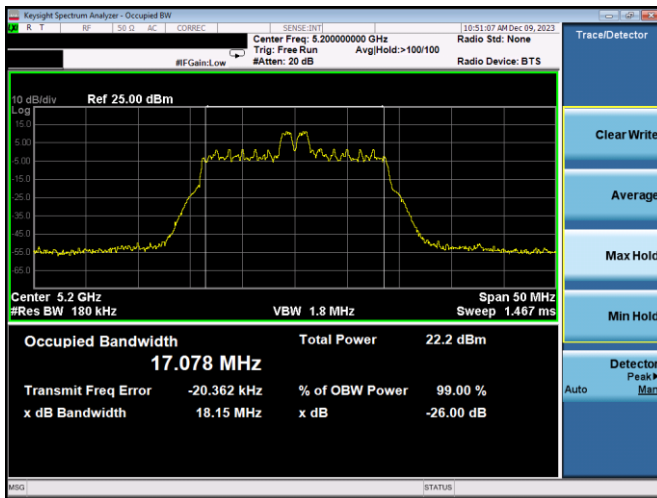 Keysight Spectrum Analyzer - Occupied BW
R T RF 50 Ω AC CORREC SENSE:INT 10:51:07 AM Dec 09, 2023
Center Freq: 5.200000000 GHz Radio Std: None
Trig: Free Run Avg|Hold:>100/100
#IFGain:Low #Atten: 20 dB Radio Device: BTS
Trace/Detector
10 dB/div Ref 25.00 dBm
Log
15.0
5.00
-5.00
-15.0
-25.0
-35.0
-45.0
-55.0
-65.0
Center 5.2 GHz Span 50 MHz
#Res BW 180 kHz VBW 1.8 MHz Sweep 1.467 ms
Occupied Bandwidth Total Power 22.2 dBm
17.078 MHz
Transmit Freq Error -20.362 kHz % of OBW Power 99.00 %
x dB Bandwidth 18.15 MHz x dB -26.00 dB
Clear Write
Average
Max Hold
Min Hold
Detector
Peak
Auto Man
MSG STATUS